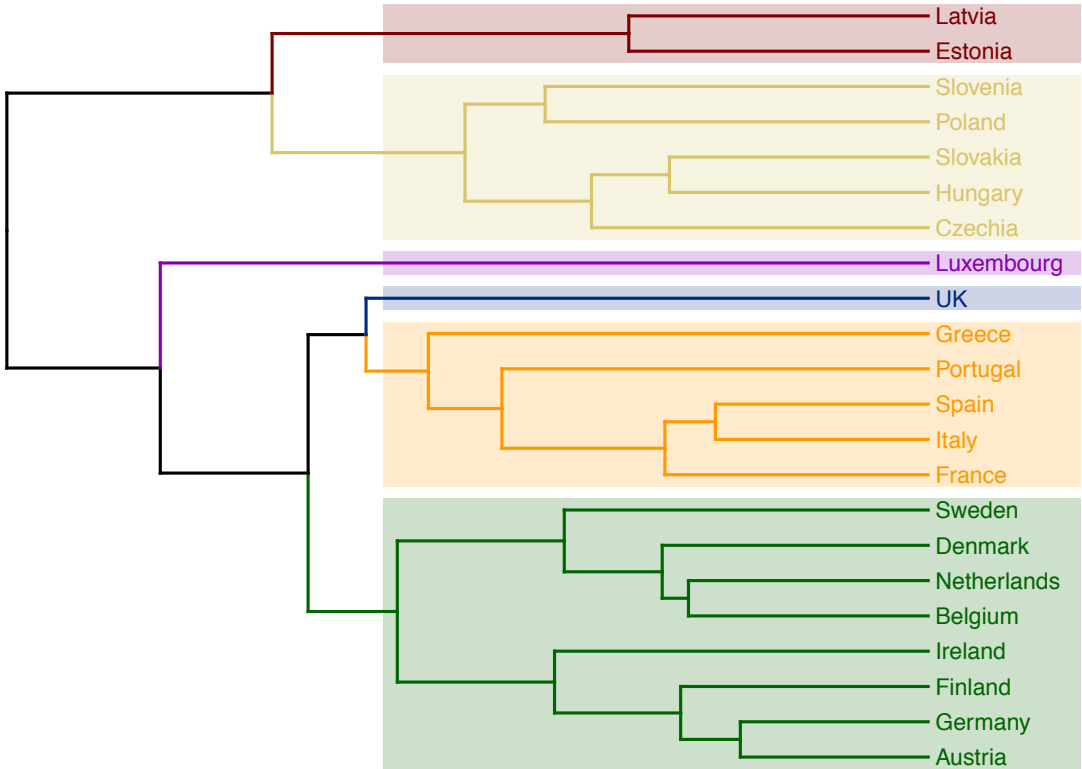 Latvia
Estonia
Slovenia
Poland
Slovakia
Hungary
Czechia
Luxembourg
UK
Greece
Portugal
Spain
Italy
France
Sweden
Denmark
Netherlands
Belgium
Ireland
Finland
Germany
Austria